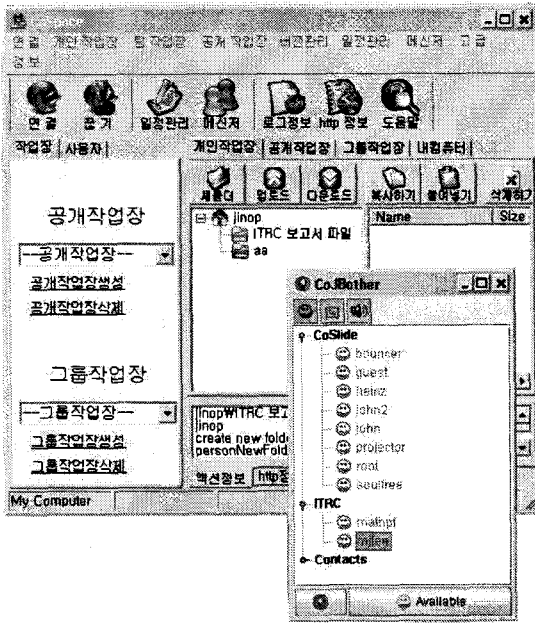 연결 개인작업장 팀작업장 공개작업장 버전관리 일정관리 메신저 고급
정보
연결 끊기 일정관리 메신저 로그정보 http 정보 도움말
작업장 사용자
개인작업장 공개작업장 그룹작업장 내컴퓨터
새폴더 업로드 다운로드 복사하기 붙여넣기 삭제하기
공개작업장
--공개작업장--
공개작업장생성
공개작업장삭제
그룹작업장
--그룹작업장--
그룹작업장생성
그룹작업장삭제
jinop
ITRC 보고서 파일
aa
Name Size
jinop
create new fold
personNewFold
액션정보
My Computer
CoJBother
CoSlide
bouncer
guest
heinz
john2
john
projector
root
soulfree
ITRC
Contacts
Available